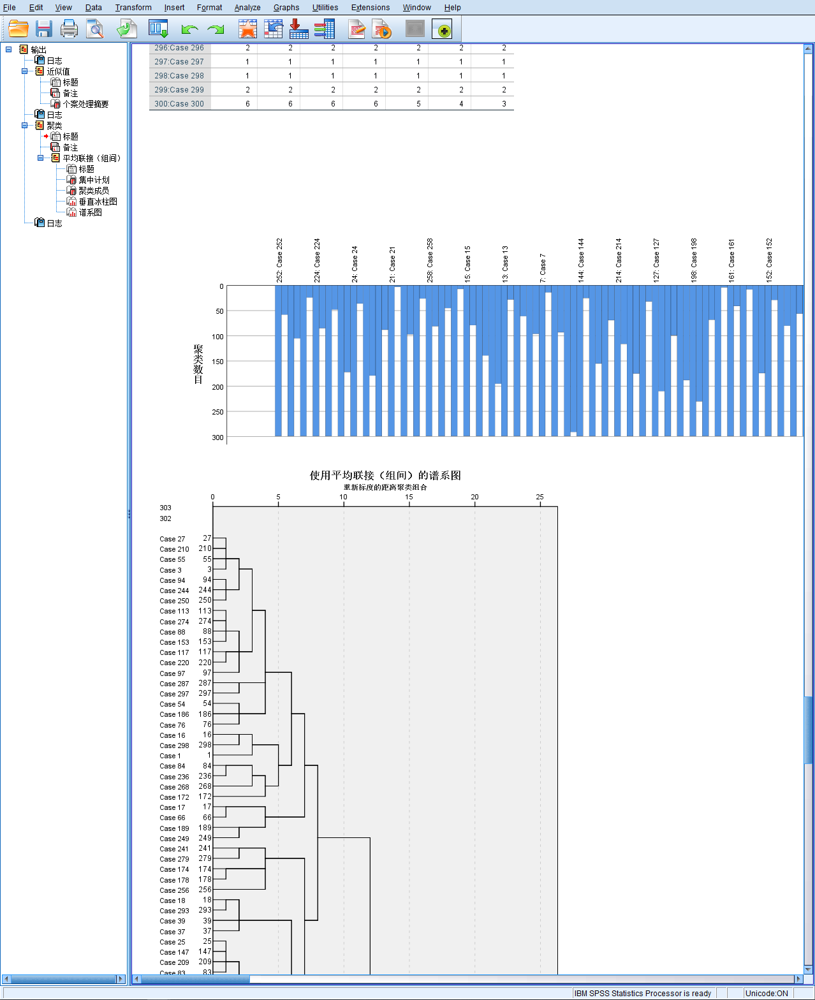 File Edit View Data Transform Insert Format Analyze Graphs Utilities Extensions Window Help
输出
日志
近似值
标题
备注
个案处理摘要
日志
聚类
标题
备注
平均联接（组间）
标题
集中计划
聚类成员
垂直冰柱图
谱系图
日志
296:Case 296 2 2 2 2 2 2 2
297:Case 297 1 1 1 1 1 1 1
298:Case 298 1 1 1 1 1 1 1
299:Case 299 2 2 2 2 2 2 2
300:Case 300 6 6 6 6 5 4 3
252: Case 252
224: Case 224
24: Case 24
21: Case 21
258: Case 258
15: Case 15
13: Case 13
7: Case 7
144: Case 144
214: Case 214
127: Case 127
198: Case 198
161: Case 161
152: Case 152
聚类数目
0
50
100
150
200
250
300
使用平均联接（组间）的谱系图
重新标度的距离聚类组合
0 5 10 15 20 25
303
302
Case 27 27
Case 210 210
Case 55 55
Case 3 3
Case 94 94
Case 244 244
Case 250 250
Case 113 113
Case 274 274
Case 88 88
Case 153 153
Case 117 117
Case 220 220
Case 97 97
Case 287 287
Case 297 297
Case 54 54
Case 186 186
Case 76 76
Case 16 16
Case 298 298
Case 1 1
Case 84 84
Case 236 236
Case 268 268
Case 172 172
Case 17 17
Case 66 66
Case 189 189
Case 249 249
Case 241 241
Case 279 279
Case 174 174
Case 178 178
Case 256 256
Case 18 18
Case 293 293
Case 39 39
Case 37 37
Case 25 25
Case 147 147
Case 209 209
Case 83 83
IBM SPSS Statistics Processor is ready Unicode:ON